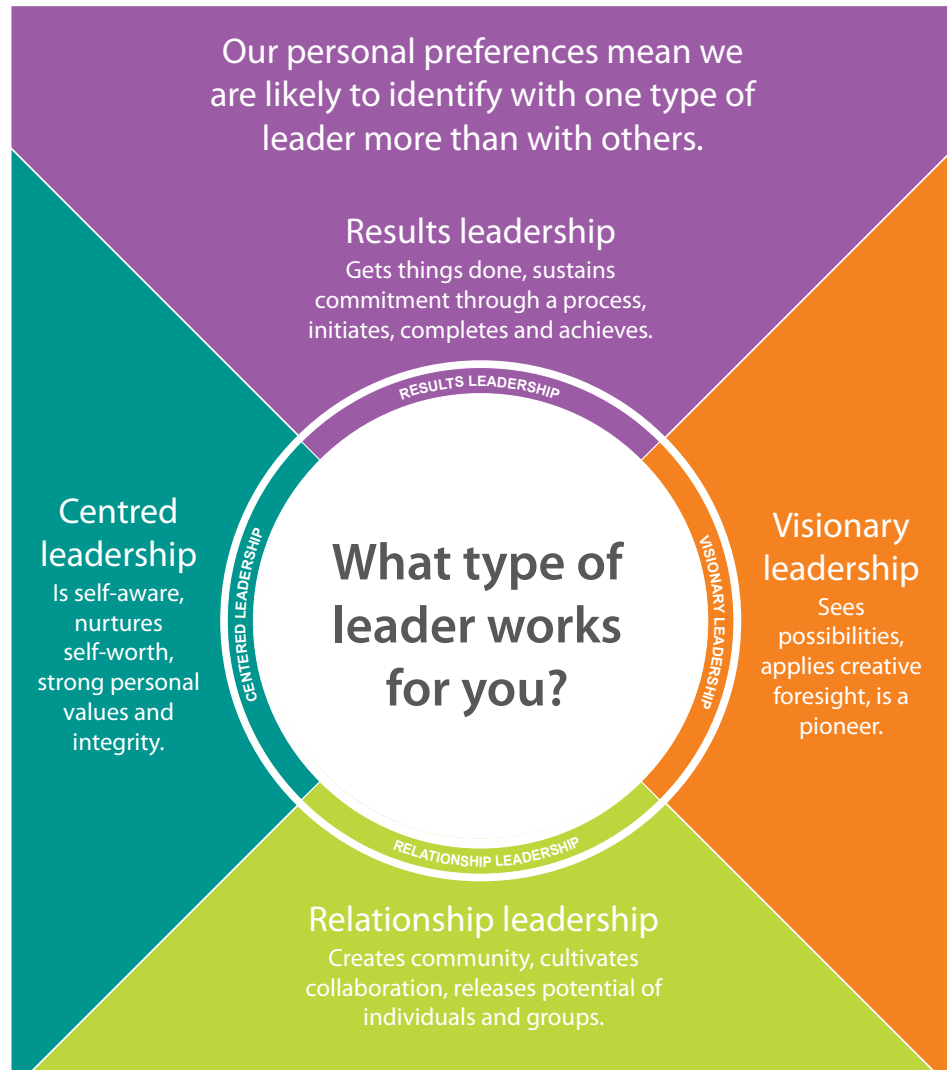 Our personal preferences mean we
are likely to identify with one type of
leader more than with others.
Results leadership
Gets things done, sustains
commitment through a process,
initiates, completes and achieves.
RESULTS LEADERSHIP
Centred
leadership
Is self-aware,
nurtures
self-worth,
strong personal
values and
integrity.
CENTERED LEADERSHIP
What type of
leader works
for you?
VISIONARY LEADERSHIP
Visionary
leadership
Sees
possibilities,
applies creative
foresight, is a
pioneer.
RELATIONSHIP LEADERSHIP
Relationship leadership
Creates community, cultivates
collaboration, releases potential of
individuals and groups.